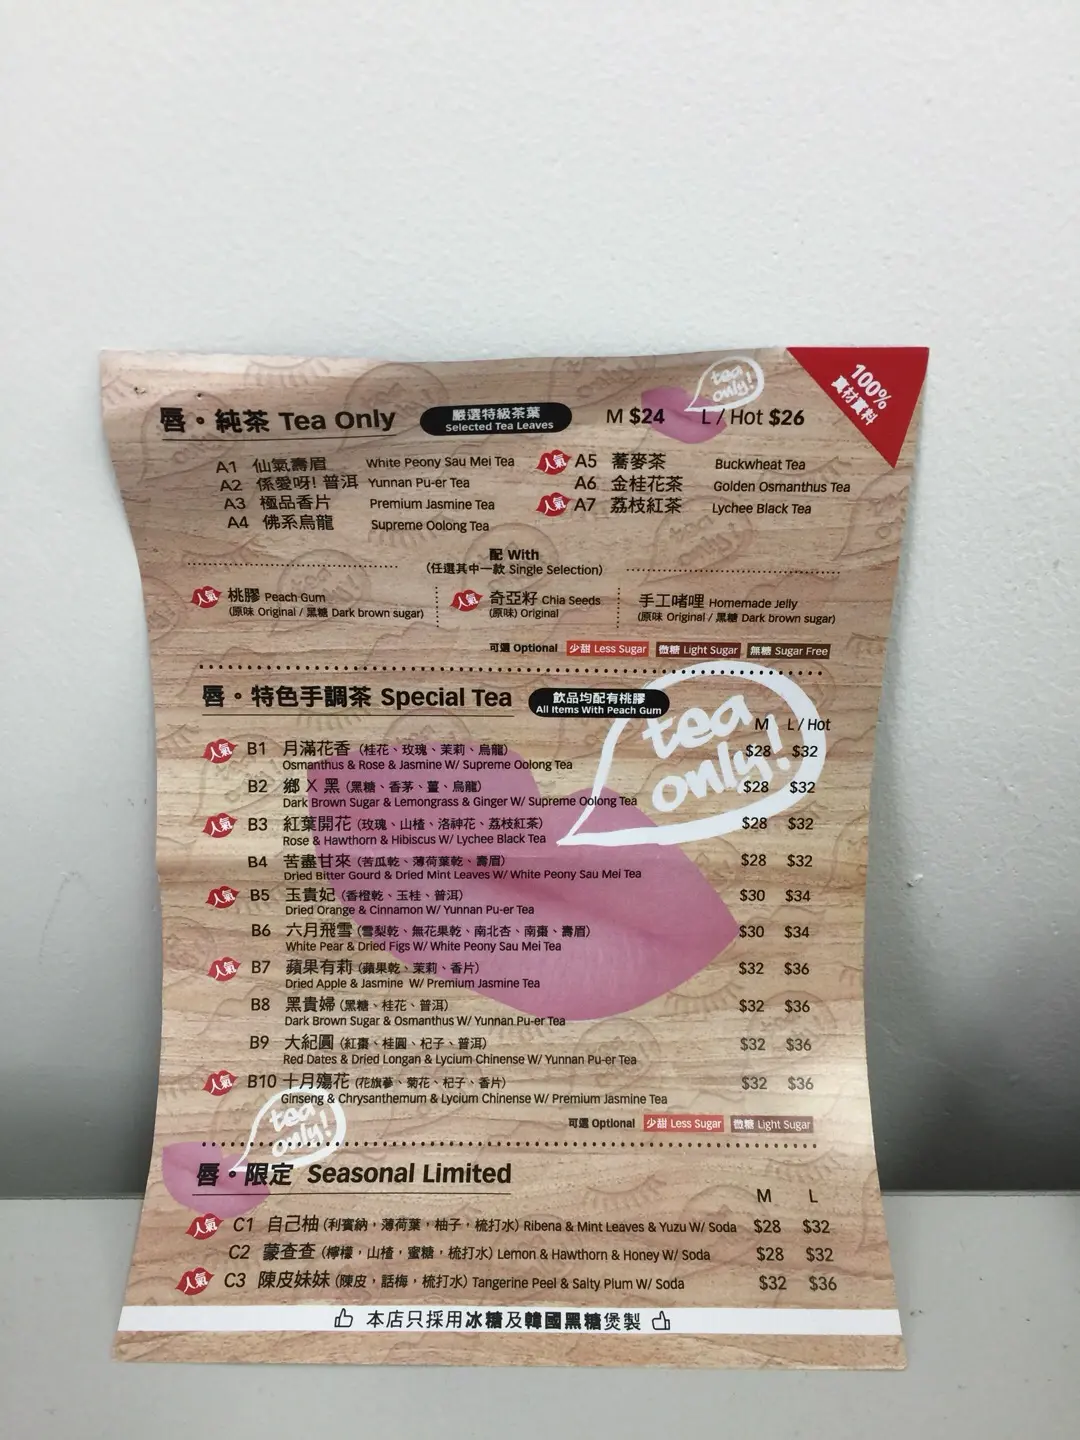 100%
真材實料
tea only!
唇。純茶 Tea Only 嚴選特級茶葉 Selected Tea Leaves M $24 L / Hot $26
A1 仙氣壽眉 White Peony Sau Mei Tea
A2 係愛呀! 普洱 Yunnan Pu-er Tea
A3 極品香片 Premium Jasmine Tea
A4 佛系烏龍 Supreme Oolong Tea
人氣 A5 蕎麥茶 Buckwheat Tea
A6 金桂花茶 Golden Osmanthus Tea
人氣 A7 荔枝紅茶 Lychee Black Tea
配 With
(任選其中一款 Single Selection)
人氣 桃膠 Peach Gum
(原味 Original / 黑糖 Dark brown sugar)
人氣 奇亞籽 Chia Seeds
(原味) Original
手工啫喱 Homemade Jelly
(原味 Original / 黑糖 Dark brown sugar)
可選 Optional 少甜 Less Sugar 微糖 Light Sugar 無糖 Sugar Free
唇。特色手調茶 Special Tea 飲品均配有桃膠 All Items With Peach Gum
tea only!
M L / Hot
人氣 B1 月滿花香 (桂花、玫瑰、茉莉、烏龍) $28 $32
Osmanthus & Rose & Jasmine W/ Supreme Oolong Tea
B2 鄉 X 黑 (黑糖、香茅、薑、烏龍) $28 $32
Dark Brown Sugar & Lemongrass & Ginger W/ Supreme Oolong Tea
人氣 B3 紅葉開花 (玫瑰、山楂、洛神花、荔枝紅茶) $28 $32
Rose & Hawthorn & Hibiscus W/ Lychee Black Tea
B4 苦盡甘來 (苦瓜乾、薄荷葉乾、壽眉) $28 $32
Dried Bitter Gourd & Dried Mint Leaves W/ White Peony Sau Mei Tea
人氣 B5 玉貴妃 (香橙乾、玉桂、普洱) $30 $34
Dried Orange & Cinnamon W/ Yunnan Pu-er Tea
B6 六月飛雪 (雪梨乾、無花果乾、南北杏、南棗、壽眉) $30 $34
White Pear & Dried Figs W/ White Peony Sau Mei Tea
人氣 B7 蘋果有莉 (蘋果乾、茉莉、香片) $32 $36
Dried Apple & Jasmine W/ Premium Jasmine Tea
B8 黑貴婦 (黑糖、桂花、普洱) $32 $36
Dark Brown Sugar & Osmanthus W/ Yunnan Pu-er Tea
B9 大紀圓 (紅棗、桂圓、杞子、普洱) $32 $36
Red Dates & Dried Longan & Lycium Chinense W/ Yunnan Pu-er Tea
人氣 B10 十月殤花 (花旗蔘、菊花、杞子、香片) $32 $36
Ginseng & Chrysanthemum & Lycium Chinense W/ Premium Jasmine Tea
可選 Optional 少甜 Less Sugar 微糖 Light Sugar
tea only!
唇。限定 Seasonal Limited
M L
人氣 C1 自己柚 (利賓納，薄荷葉，柚子，梳打水) Ribena & Mint Leaves & Yuzu W/ Soda $28 $32
C2 蒙查查 (檸檬，山楂，蜜糖，梳打水) Lemon & Hawthorn & Honey W/ Soda $28 $32
人氣 C3 陳皮妹妹 (陳皮，話梅，梳打水) Tangerine Peel & Salty Plum W/ Soda $32 $36
本店只採用冰糖及韓國黑糖煲製